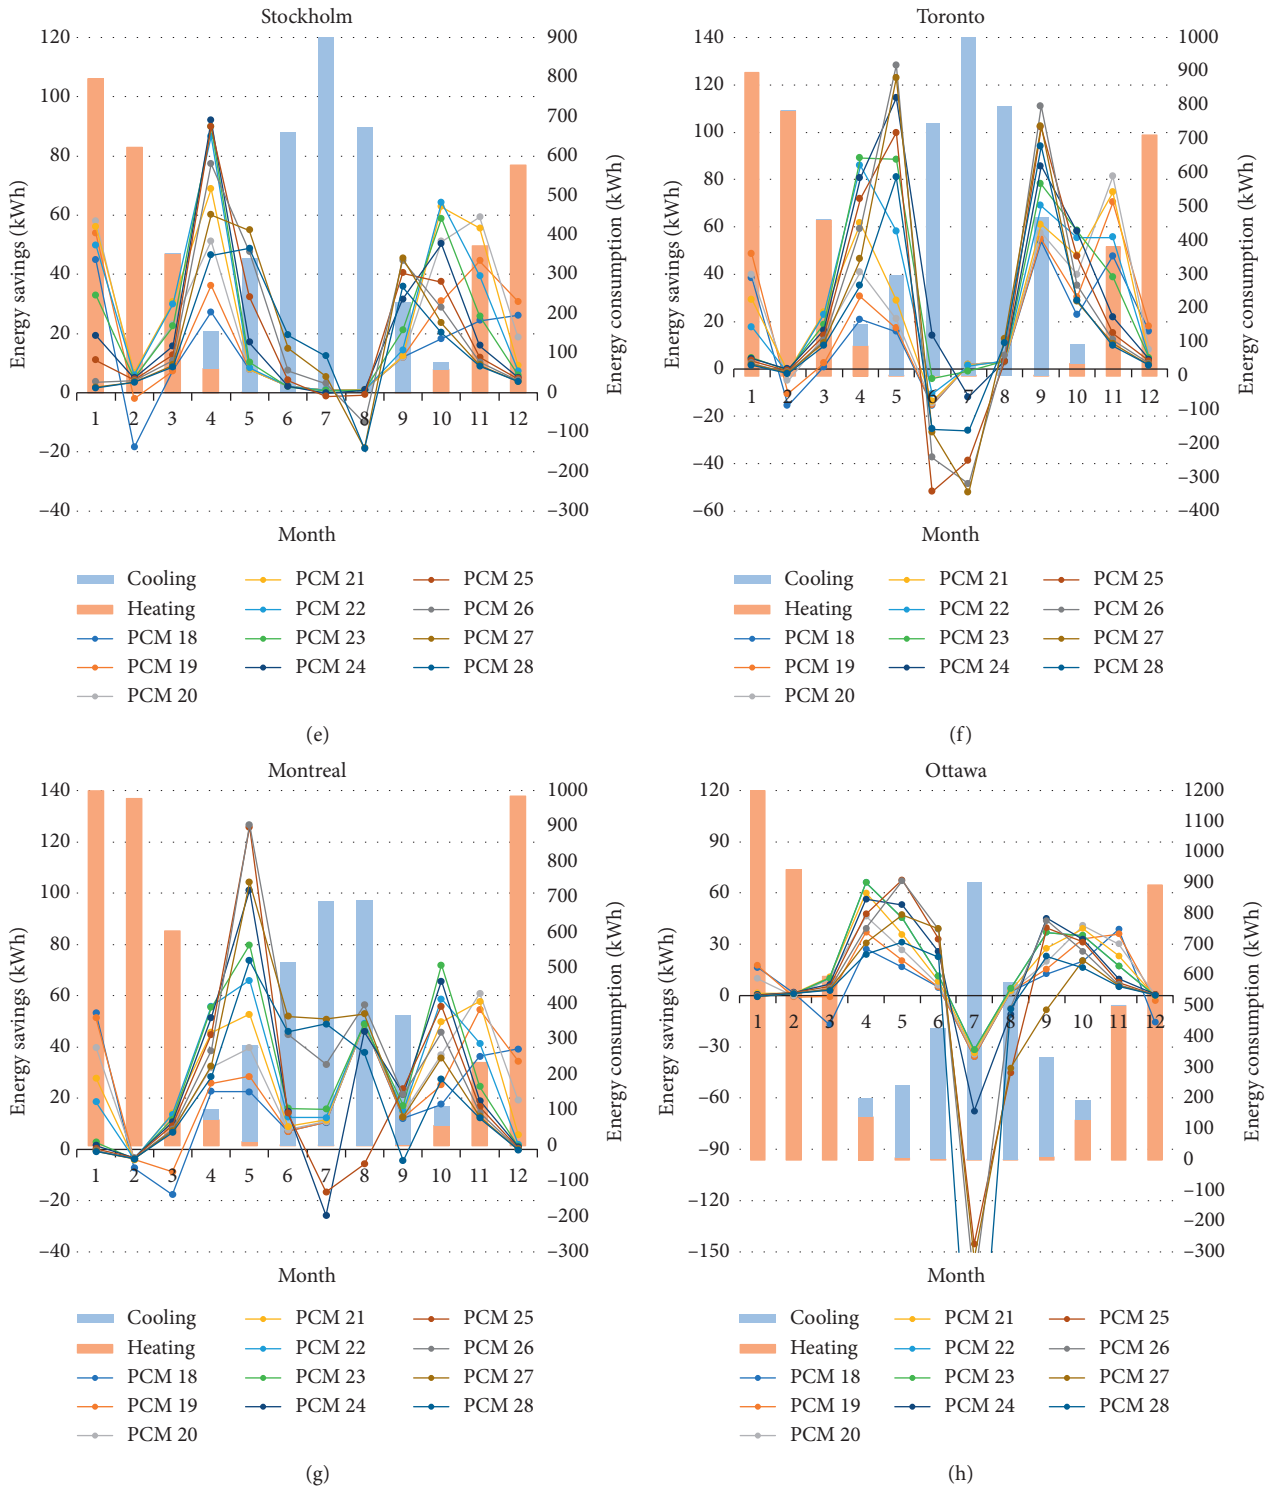 Stockholm
120
100
80
60
40
20
0
–20
–40
900
800
700
600
500
400
300
200
100
0
–100
–200
–300
Energy savings (kWh)
Energy consumption (kWh)
1 2 3 4 5 6 7 8 9 10 11 12
Month
Cooling
Heating
PCM 18
PCM 19
PCM 20
PCM 21
PCM 22
PCM 23
PCM 24
PCM 25
PCM 26
PCM 27
PCM 28
(e)
Toronto
140
120
100
80
60
40
20
0
–20
–40
–60
1000
900
800
700
600
500
400
300
200
100
0
–100
–200
–300
–400
Energy savings (kWh)
Energy consumption (kWh)
1 2 3 4 5 6 7 8 9 10 11 12
Month
Cooling
Heating
PCM 18
PCM 19
PCM 20
PCM 21
PCM 22
PCM 23
PCM 24
PCM 25
PCM 26
PCM 27
PCM 28
(f)
Montreal
140
120
100
80
60
40
20
0
–20
–40
1000
900
800
700
600
500
400
300
200
100
0
–100
–200
–300
Energy savings (kWh)
Energy consumption (kWh)
1 2 3 4 5 6 7 8 9 10 11 12
Month
Cooling
Heating
PCM 18
PCM 19
PCM 20
PCM 21
PCM 22
PCM 23
PCM 24
PCM 25
PCM 26
PCM 27
PCM 28
(g)
Ottawa
120
90
60
30
0
–30
–60
–90
–120
–150
1200
1100
1000
900
800
700
600
500
400
300
200
100
0
–100
–200
–300
Energy savings (kWh)
Energy consumption (kWh)
1 2 3 4 5 6 7 8 9 10 11 12
Month
Cooling
Heating
PCM 18
PCM 19
PCM 20
PCM 21
PCM 22
PCM 23
PCM 24
PCM 25
PCM 26
PCM 27
PCM 28
(h)